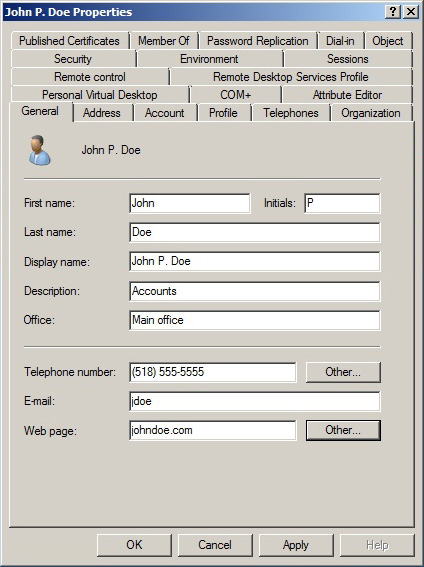 John P. Doe Properties
Published Certificates Member Of Password Replication Dial-in Object
Security Environment Sessions
Remote control Remote Desktop Services Profile
Personal Virtual Desktop COM+ Attribute Editor
General Address Account Profile Telephones Organization
John P. Doe
First name: John Initials: P
Last name: Doe
Display name: John P. Doe
Description: Accounts
Office: Main office
Telephone number: (518) 555-5555 Other...
E-mail: jdoe
Web page: johndoe.com Other...
OK Cancel Apply Help